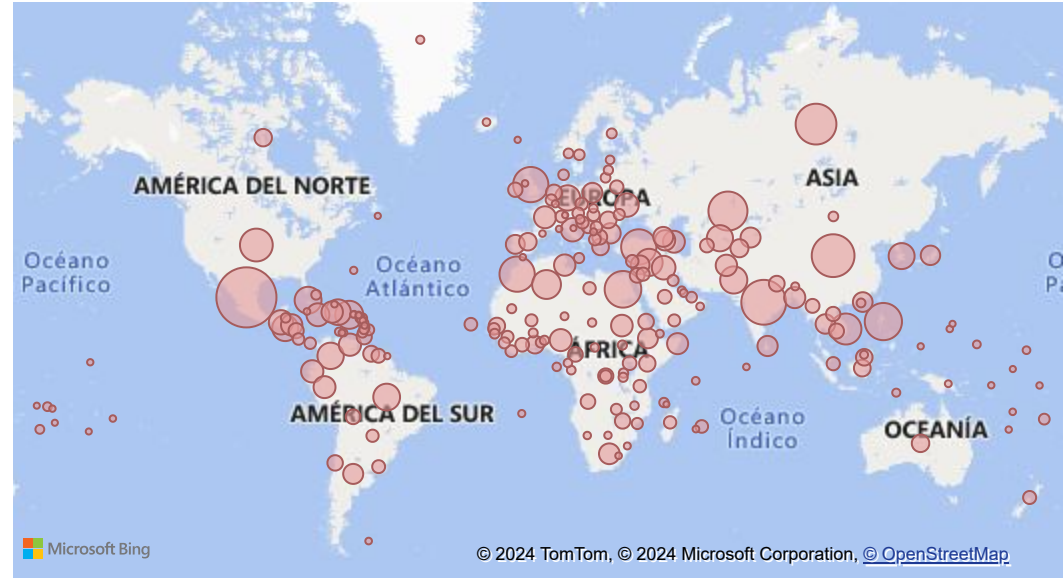 AMÉRICA DEL NORTE
EUROPA
ASIA
Océano
Pacífico
Océano
Atlántico
O
Pa
ÁFRICA
AMÉRICA DEL SUR
Océano
Índico
OCEANÍA
Microsoft Bing
© 2024 TomTom, © 2024 Microsoft Corporation, © OpenStreetMap